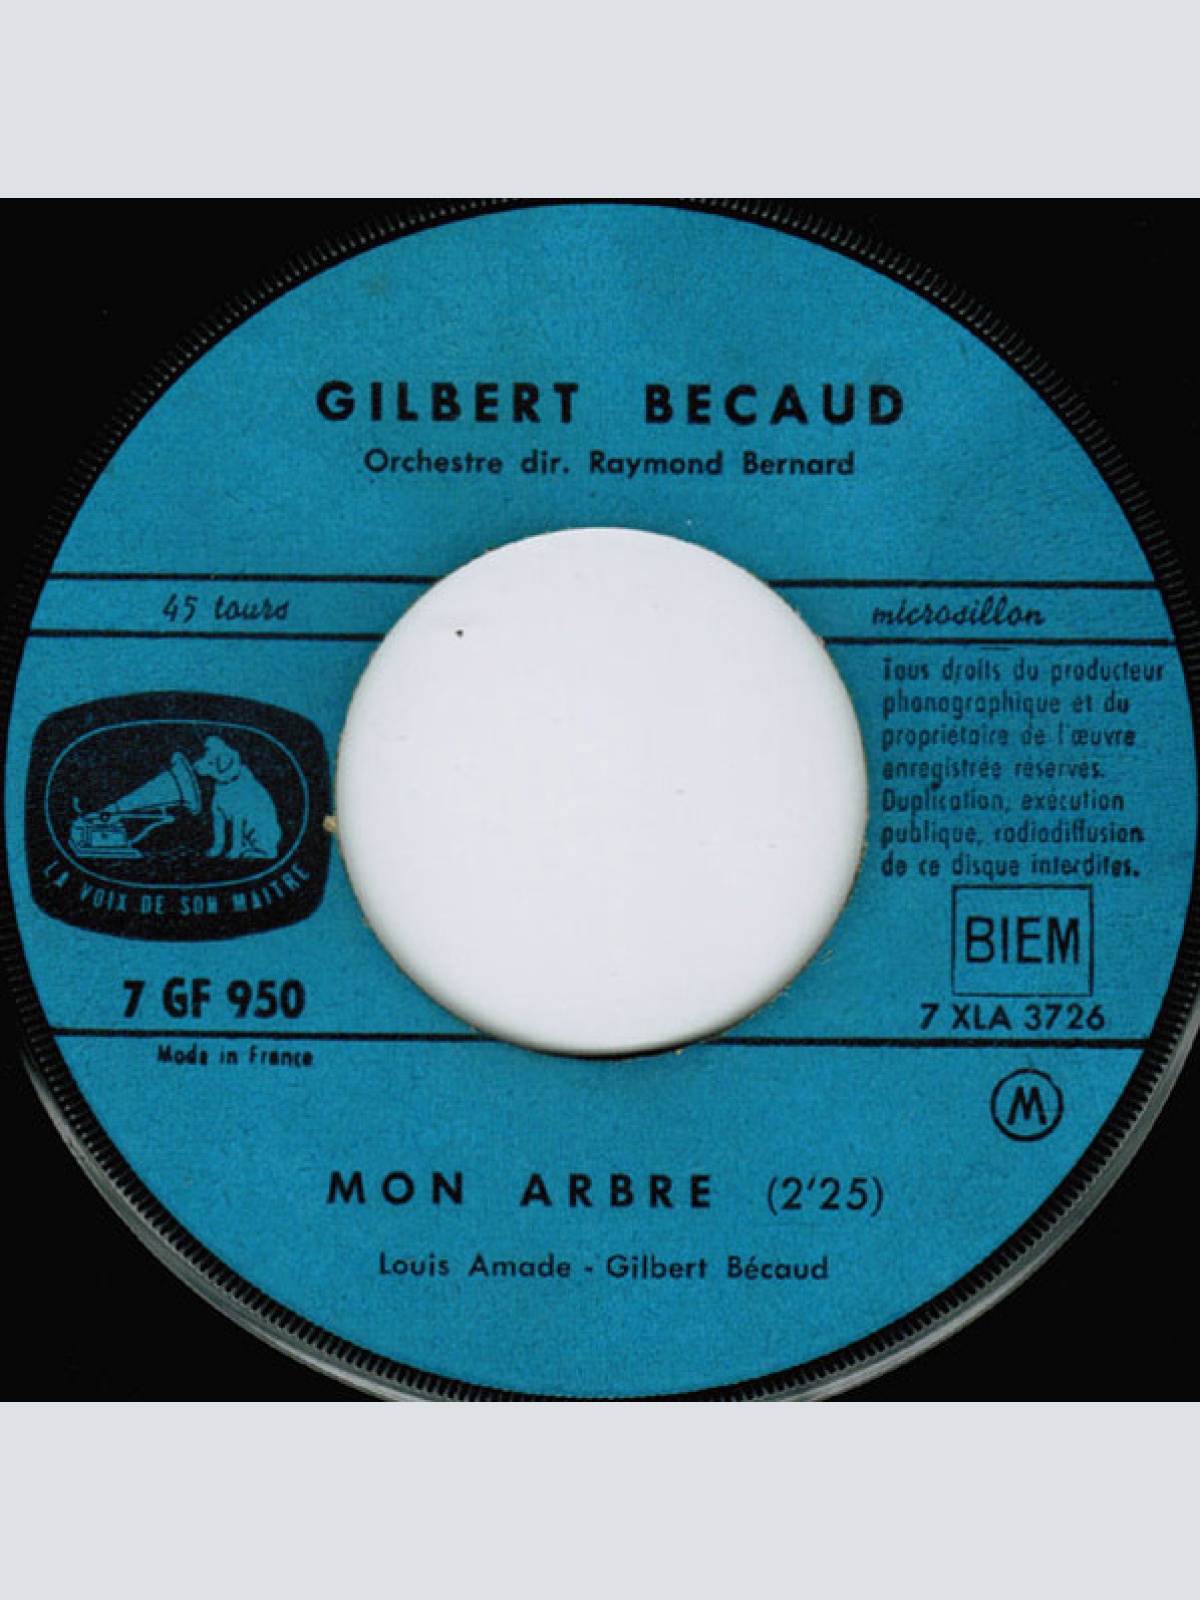 GILBERT BECAUD
Orchestre dir. Raymond Bernard
45 tours
microsillon
Tous droits du producteur
phonographique et du
propriétaire de l'œuvre
enregistrée réservés.
Duplication, exécution
publique, radiodiffusion
de ce disque interdites.
LA VOIX DE SON MAITRE
BIEM
7 GF 950
7 XLA 3726
Made in France
M
MON ARBRE (2'25)
Louis Amade - Gilbert Bécaud